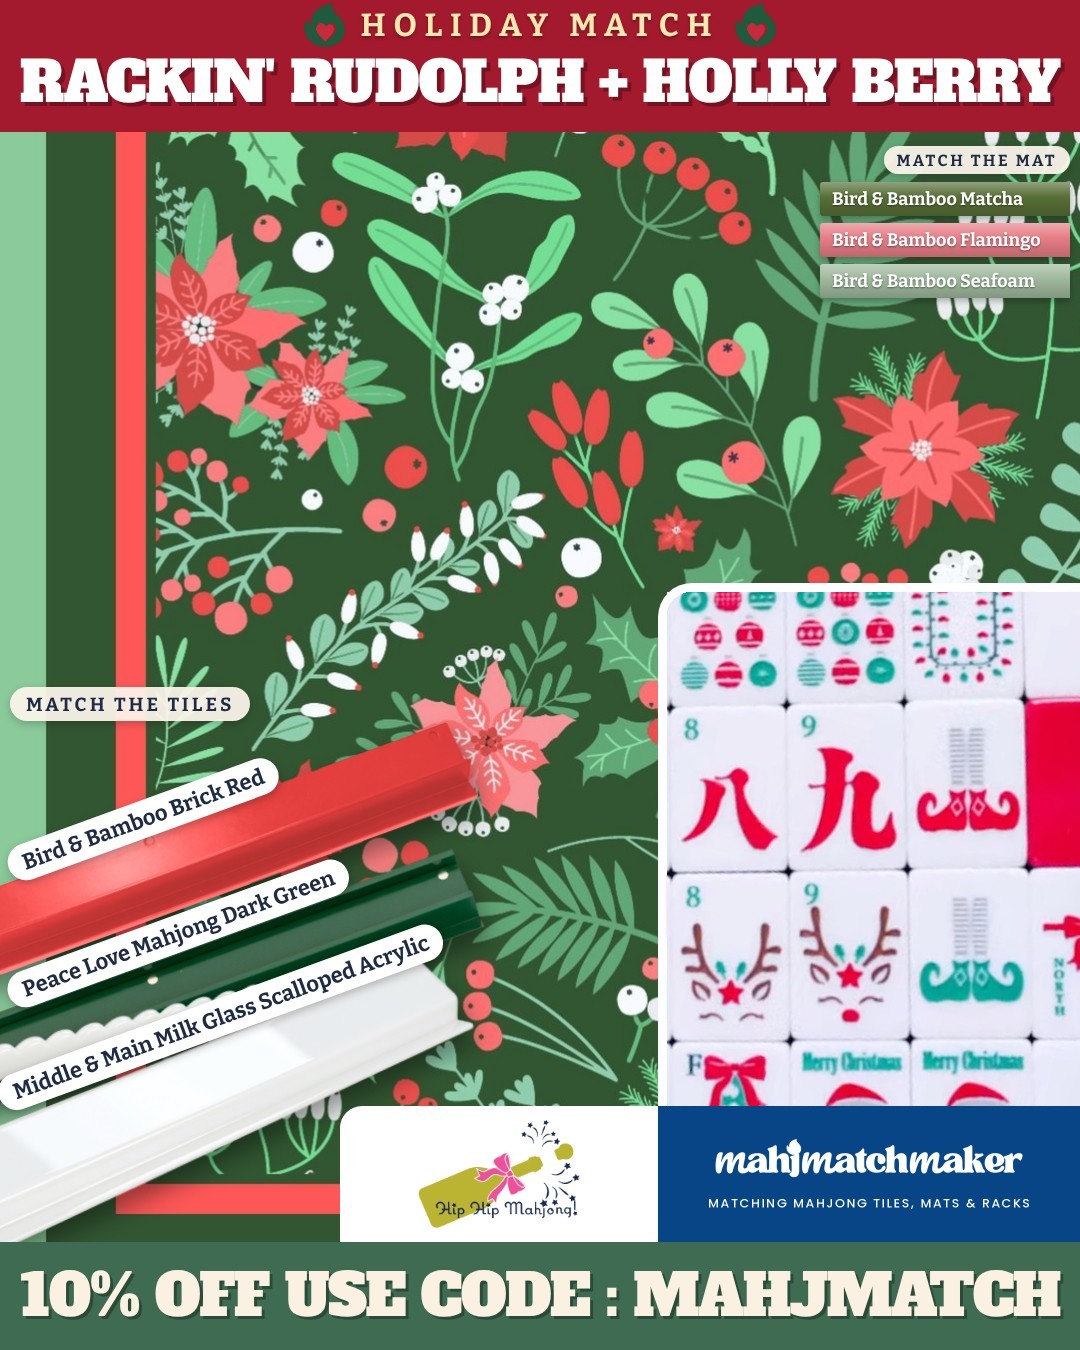 HOLIDAY MATCH
RACKIN' RUDOLPH + HOLLY BERRY
MATCH THE MAT
Bird & Bamboo Matcha
Bird & Bamboo Flamingo
Bird & Bamboo Seafoam
MATCH THE TILES
Bird & Bamboo Brick Red
Peace Love Mahjong Dark Green
Middle & Main Milk Glass Scalloped Acrylic
8 9
八 九
8 9
NORTH
F Merry Christmas Merry Christmas
Hip Hip Mahjong!
mahjmatchmaker
MATCHING MAHJONG TILES, MATS & RACKS
10% OFF USE CODE : MAHJMATCH